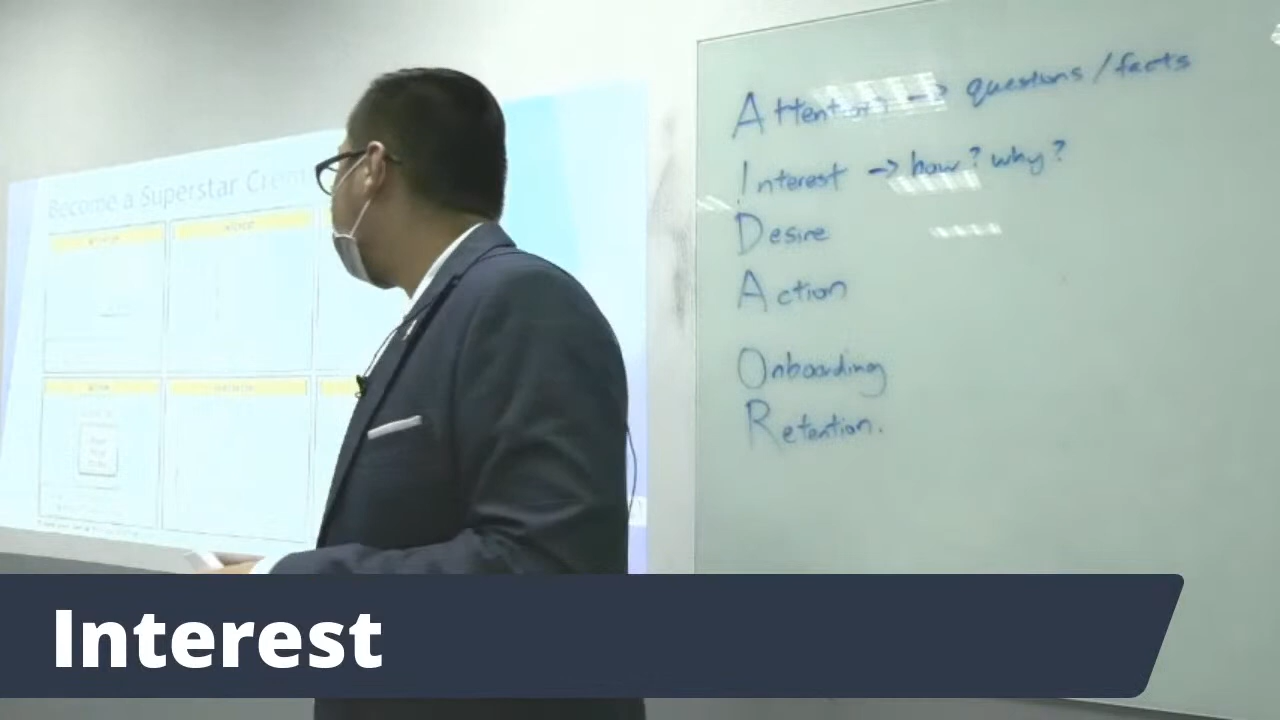 Become a Superstar
Attention → questions / facts
Interest → how? why?
Desire
Action
Onboarding
Retention.
Interest